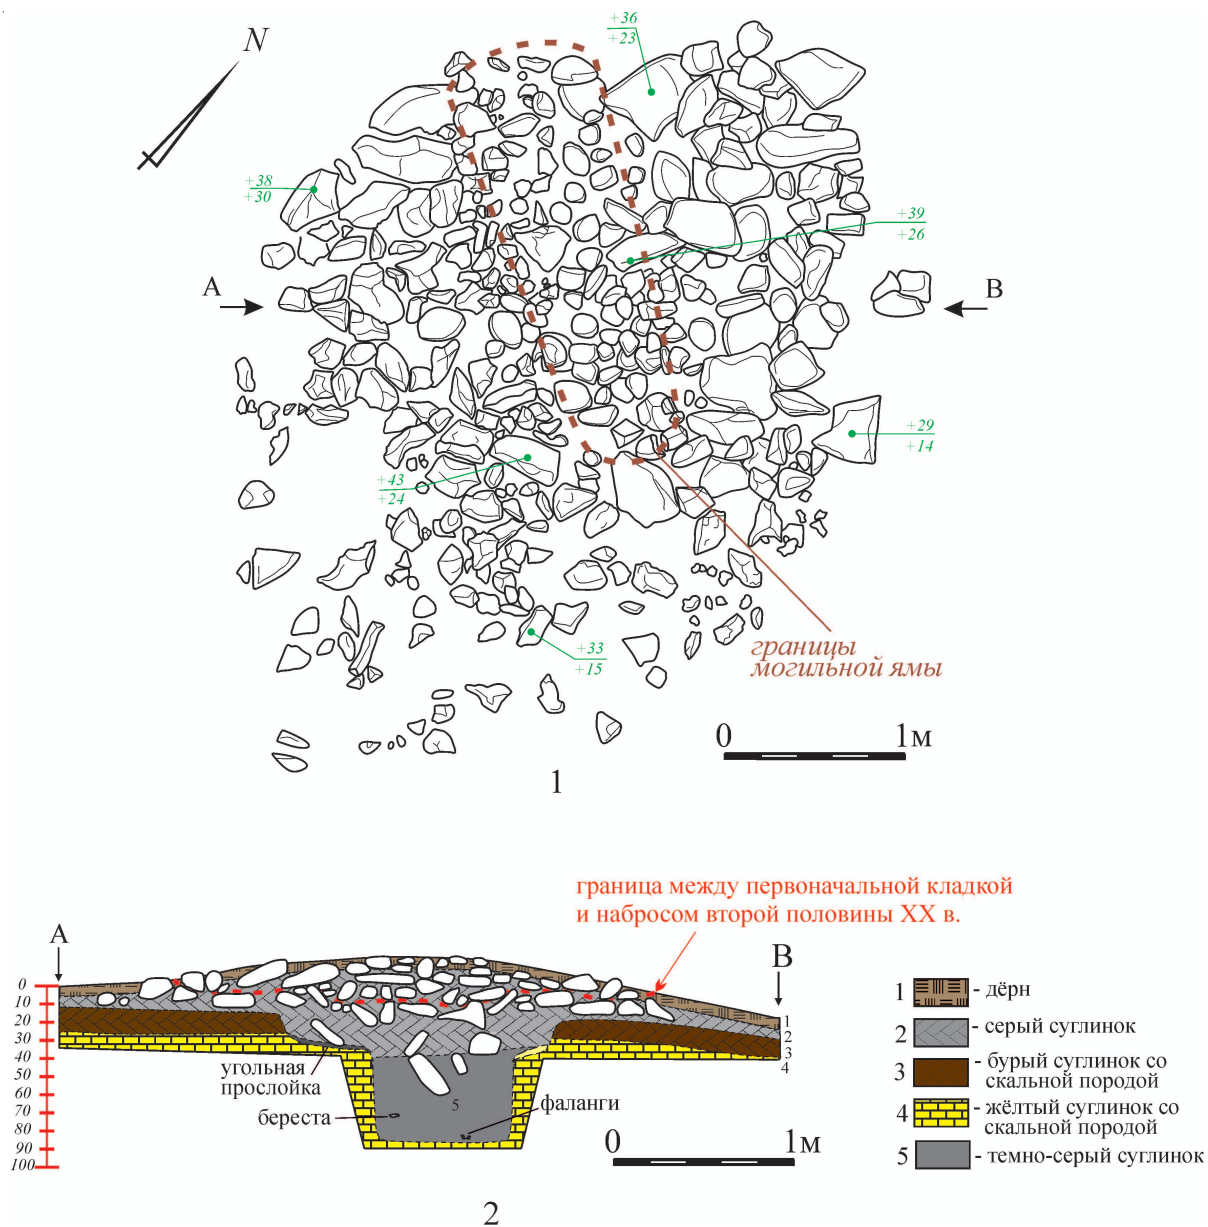 +36
+23
N
+38
+30
+39
+26
A
B
+29
+14
+43
+24
+33
+15
границы
могильной ямы
0
1м
1
граница между первоначальной кладкой
и набросом второй половины XX в.
A
B
0
10
20
30
40
50
60
70
80
90
100
1
2
3
4
угольная
прослойка
береста
5
фаланги
0
1м
2
1
- дёрн
2
- серый суглинок
3
- бурый суглинок со
скальной породой
4
- жёлтый суглинок со
скальной породой
5
- темно-серый суглинок